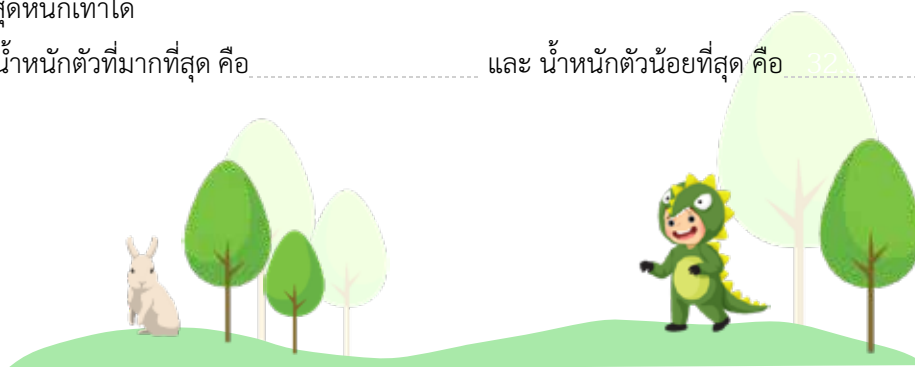 สุดหนักเท่าใด
น้ำหนักตัวที่มากที่สุด คือ และ น้ำหนักตัวน้อยที่สุด คือ 32